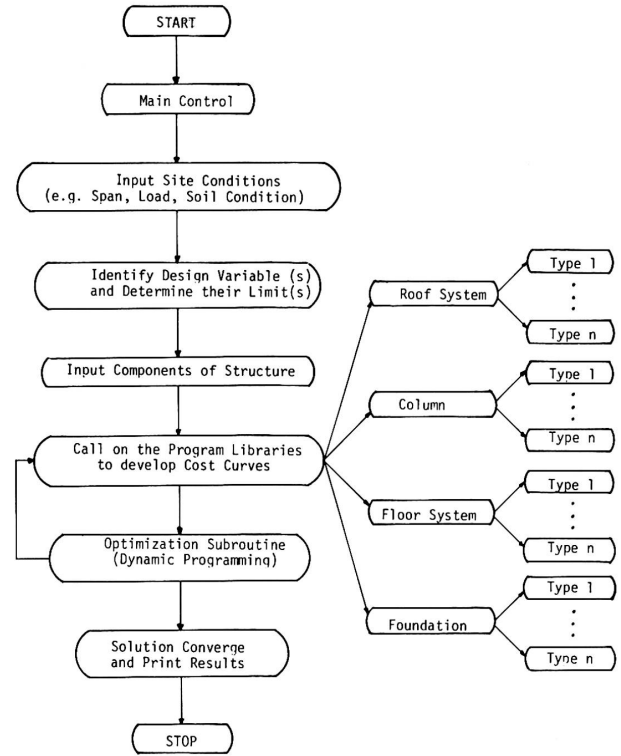 START
Main Control
Input Site Conditions
(e.g. Span, Load, Soil Condition)
Identify Design Variable (s)
and Determine their Limit(s)
Input Components of Structure
Call on the Program Libraries
to develop Cost Curves
Optimization Subroutine
(Dynamic Programming)
Solution Converge
and Print Results
STOP
Roof System
Type 1
Type n
Column
Type 1
Type n
Floor System
Type 1
Type n
Foundation
Type 1
Type n